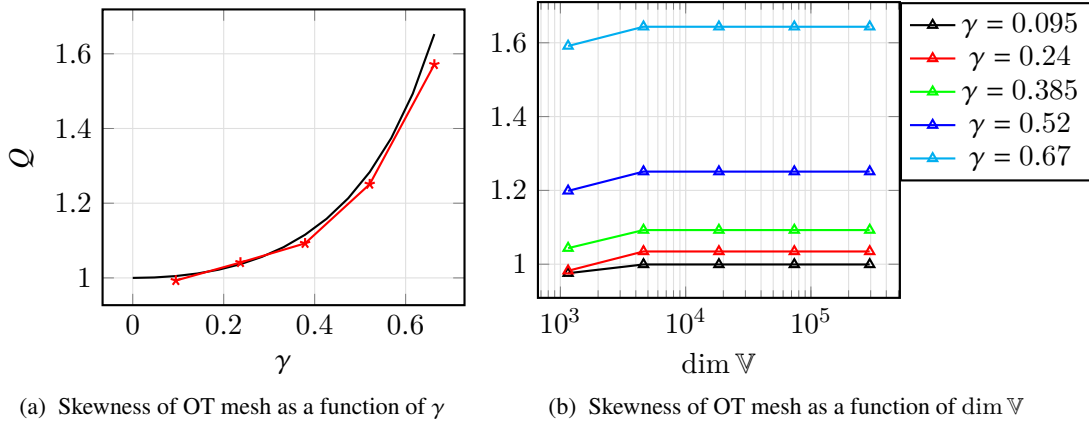 1.6
1.4
1.2
1
Q
0
0.2
0.4
0.6
γ
(a) Skewness of OT mesh as a function of γ
1.6
1.4
1.2
1
10^3
10^4
10^5
dim 𝕍
γ = 0.095
γ = 0.24
γ = 0.385
γ = 0.52
γ = 0.67
(b) Skewness of OT mesh as a function of dim 𝕍